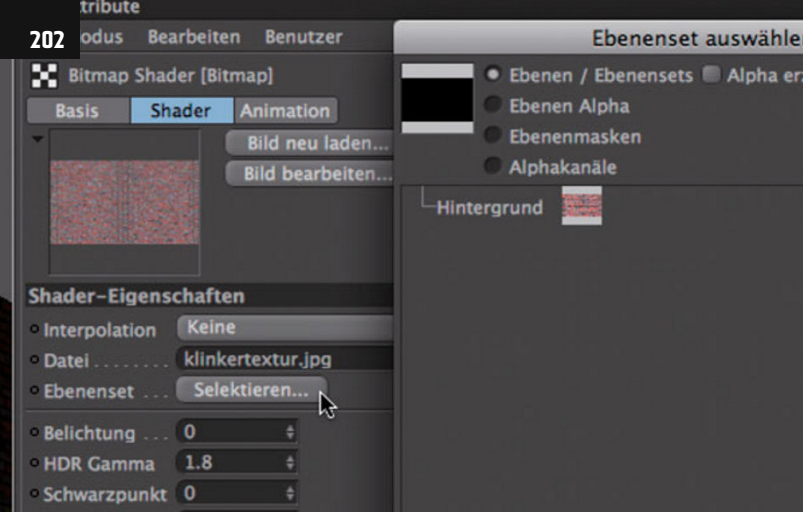 202
tribute
odus Bearbeiten Benutzer
Bitmap Shader [Bitmap]
Basis Shader Animation
Bild neu laden...
Bild bearbeiten...
Shader-Eigenschaften
Interpolation Keine
Datei ........ klinkertextur.jpg
Ebenenset ... Selektieren...
Belichtung ... 0
HDR Gamma 1.8
Schwarzpunkt 0
Ebenenset auswähle
Ebenen / Ebenensets Alpha er
Ebenen Alpha
Ebenenmasken
Alphakanäle
Hintergrund